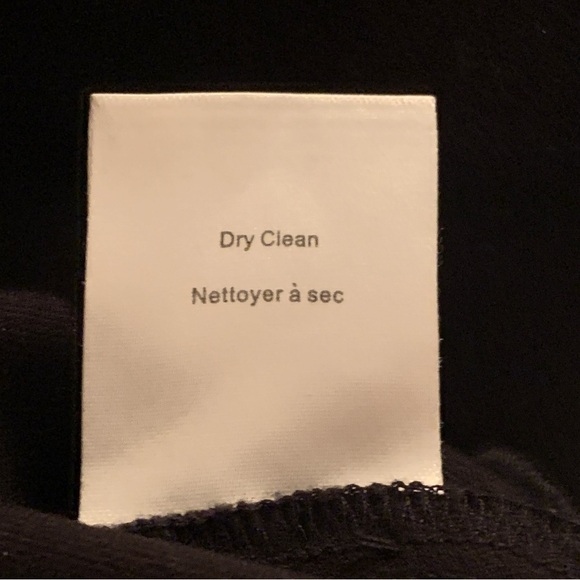 Dry Clean
Nettoyer à sec